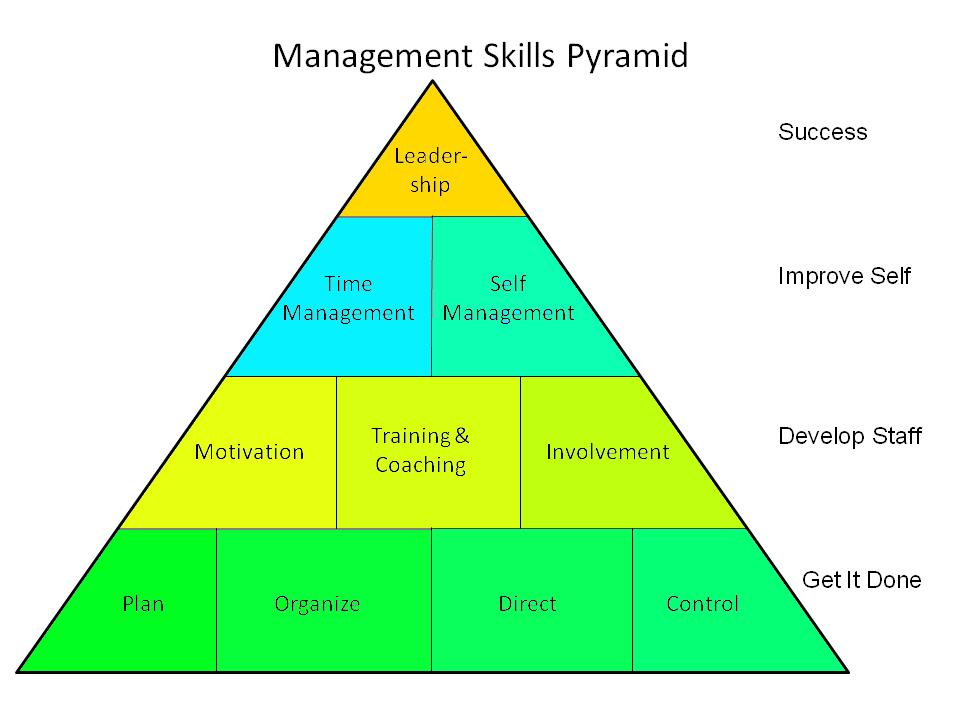 Management Skills Pyramid
Success
Leader-
ship
Improve Self
Time
Management
Self
Management
Develop Staff
Motivation
Training &
Coaching
Involvement
Get It Done
Plan
Organize
Direct
Control